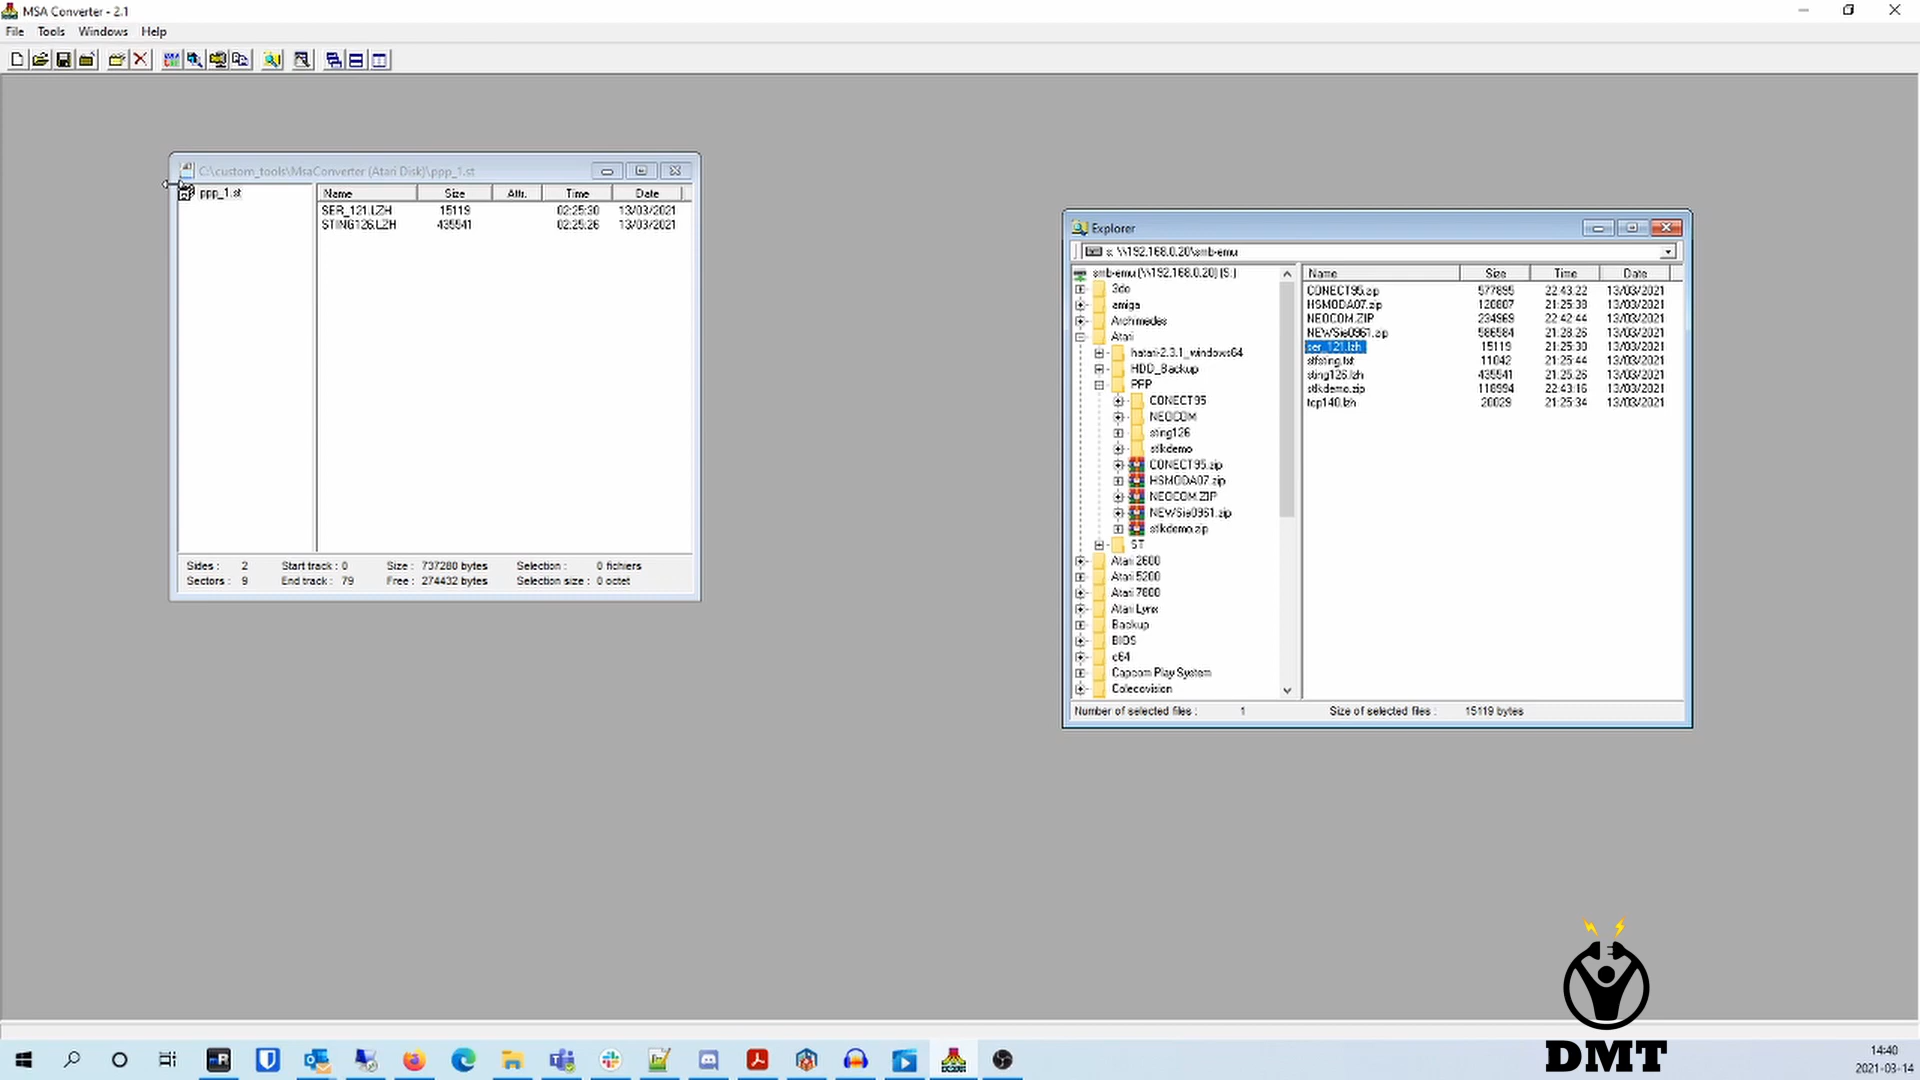 MSA Converter - 2.1
File Tools Windows Help
C:\custom_tools\MsaConverter (Atari Disk)\ppp_1.st
ppp_1.st
Name Size Attr. Time Date
SER_121.LZH 15119 02:25:30 13/03/2021
STING126.LZH 435541 02:25:26 13/03/2021
Sides : 2 Start track : 0 Size : 737280 bytes Selection : 0 fichiers
Sectors : 9 End track : 79 Free : 274432 bytes Selection size : 0 octet
Explorer
s: \\192.168.0.20\smb-emu
smb-emu (\\192.168.0.20) (S:)
3do
amiga
Archimedes
Atari
hatari-2.3.1_windows64
HDD_Backup
PPP
CONECT95
NEOCOM
sting126
stlkdemo
CONECT95.zip
HSMODA07.zip
NEOCOM.ZIP
NEWSie0961.zip
stlkdemo.zip
ST
Atari 2600
Atari 5200
Atari 7800
Atari Lynx
Backup
BIOS
c64
Capcom Play System
Colecovision
Name Size Time Date
CONECT95.zip 577895 22:43:22 13/03/2021
HSMODA07.zip 120807 21:25:38 13/03/2021
NEOCOM.ZIP 234969 22:42:44 13/03/2021
NEWSie0961.zip 586584 21:28:26 13/03/2021
ser_121.lzh 15119 21:25:30 13/03/2021
stfsting.txt 11042 21:25:44 13/03/2021
sting126.lzh 435541 21:25:26 13/03/2021
stlkdemo.zip 118994 22:43:16 13/03/2021
tcp140.lzh 20029 21:25:34 13/03/2021
Number of selected files : 1 Size of selected files : 15119 bytes
DMT
14:40
2021-03-14